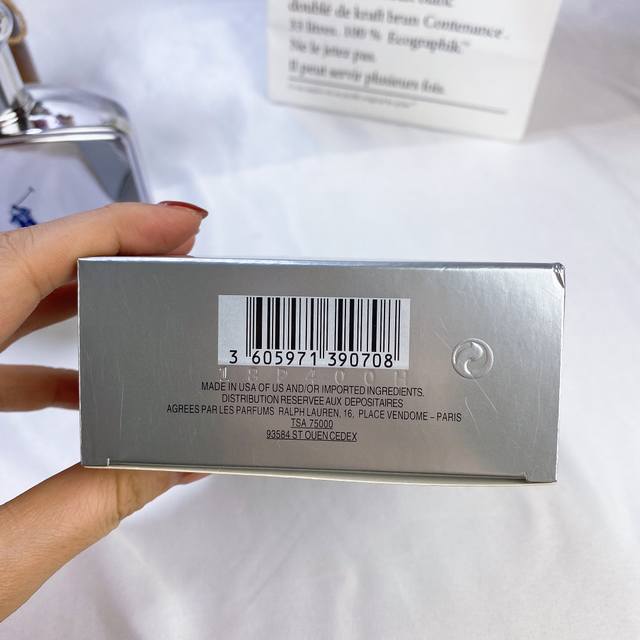 doublé de kraft brun Contenance.
33 litres. 100 % Ecographik.™
Ne le jetez pas.
Il peut servir plusieurs fois.
3 605971 390708
MADE IN USA OF US AND/OR IMPORTED INGREDIENTS.
DISTRIBUTION RESERVEE AUX DEPOSITAIRES
AGREES PAR LES PARFUMS RALPH LAUREN, 16, PLACE VENDOME – PARIS
TSA 75000
93584 ST OUEN CEDEX